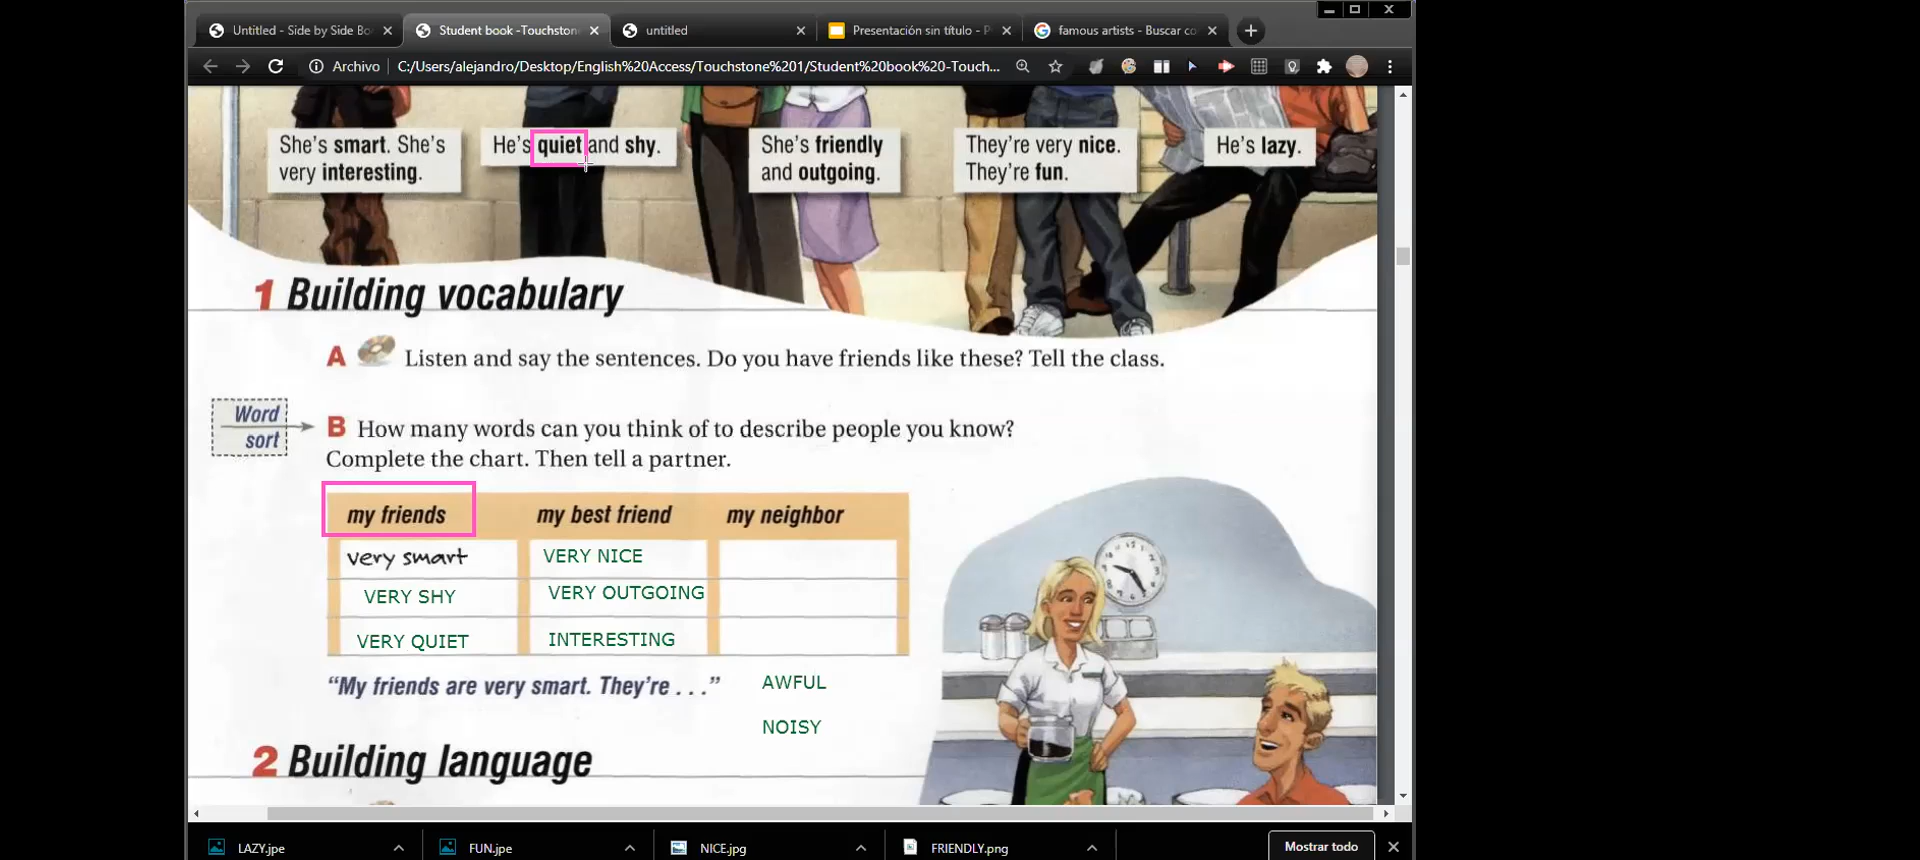 Untitled - Side by Side Bo
Student book -Touchston
untitled
Presentación sin título - P
famous artists - Buscar co
Archivo
C:/Users/alejandro/Desktop/English%20Access/Touchstone%201/Student%20book%20-Touch...
She's smart. She's
very interesting.
He's quiet and shy.
She's friendly
and outgoing.
They're very nice.
They're fun.
He's lazy.
1 Building vocabulary
A Listen and say the sentences. Do you have friends like these? Tell the class.
Word
sort
B How many words can you think of to describe people you know?
Complete the chart. Then tell a partner.
my friends my best friend my neighbor
very smart VERY NICE
VERY SHY VERY OUTGOING
VERY QUIET INTERESTING
"My friends are very smart. They're . . ."
AWFUL
NOISY
2 Building language
LAZY.jpe
FUN.jpe
NICE.jpg
FRIENDLY.png
Mostrar todo